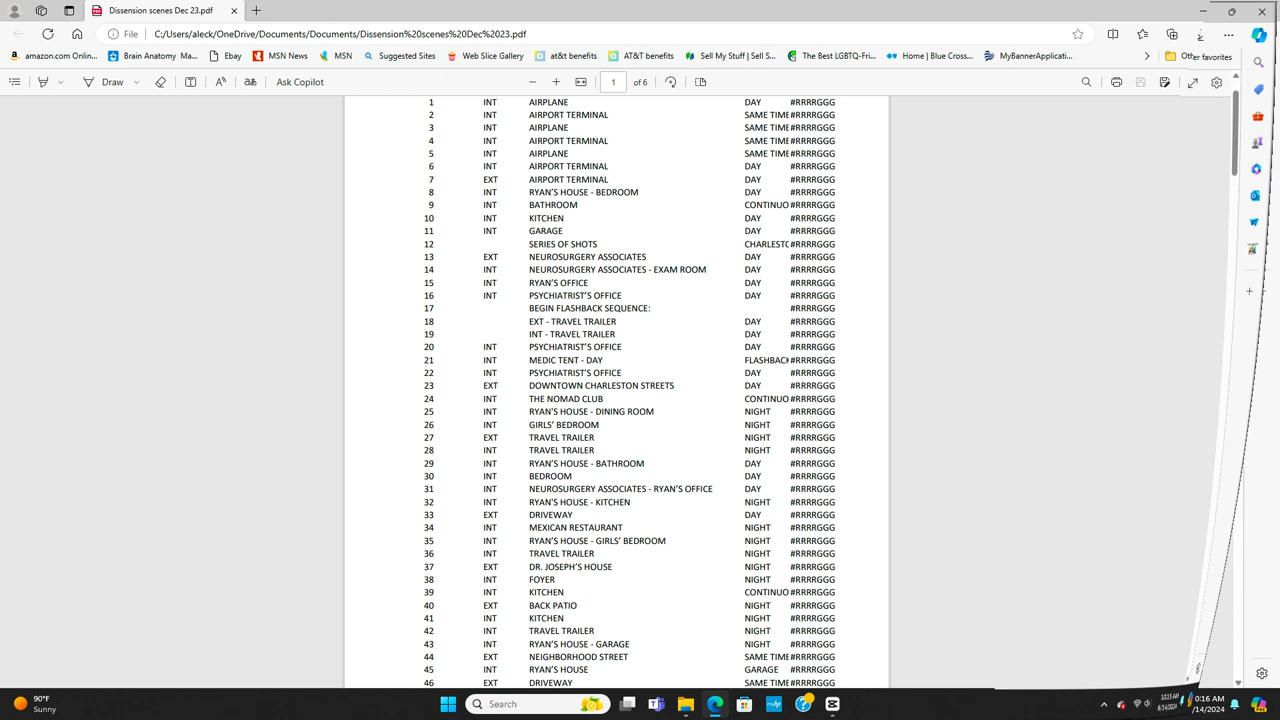 Dissension scenes Dec 23.pdf
File C:/Users/aleck/OneDrive/Documents/Documents/Dissension%20scenes%20Dec%2023.pdf
amazon.com Onlin... Brain Anatomy Ma... Ebay MSN News MSN Suggested Sites Web Slice Gallery at&t benefits AT&T benefits Sell My Stuff | Sell S... The Best LGBTQ-Fri... Home | Blue Cross... MyBannerApplicati... Other favorites
Draw Ask Copilot 1 of 6
1 INT AIRPLANE DAY #RRRRGGG
2 INT AIRPORT TERMINAL SAME TIME #RRRRGGG
3 INT AIRPLANE SAME TIME #RRRRGGG
4 INT AIRPORT TERMINAL SAME TIME #RRRRGGG
5 INT AIRPLANE SAME TIME #RRRRGGG
6 INT AIRPORT TERMINAL DAY #RRRRGGG
7 EXT AIRPORT TERMINAL DAY #RRRRGGG
8 INT RYAN'S HOUSE - BEDROOM DAY #RRRRGGG
9 INT BATHROOM CONTINUO #RRRRGGG
10 INT KITCHEN DAY #RRRRGGG
11 INT GARAGE DAY #RRRRGGG
12 SERIES OF SHOTS CHARLESTO #RRRRGGG
13 EXT NEUROSURGERY ASSOCIATES DAY #RRRRGGG
14 INT NEUROSURGERY ASSOCIATES - EXAM ROOM DAY #RRRRGGG
15 INT RYAN'S OFFICE DAY #RRRRGGG
16 INT PSYCHIATRIST'S OFFICE DAY #RRRRGGG
17 BEGIN FLASHBACK SEQUENCE: #RRRRGGG
18 EXT - TRAVEL TRAILER DAY #RRRRGGG
19 INT - TRAVEL TRAILER DAY #RRRRGGG
20 INT PSYCHIATRIST'S OFFICE DAY #RRRRGGG
21 INT MEDIC TENT - DAY FLASHBACK #RRRRGGG
22 INT PSYCHIATRIST'S OFFICE DAY #RRRRGGG
23 EXT DOWNTOWN CHARLESTON STREETS DAY #RRRRGGG
24 INT THE NOMAD CLUB CONTINUO #RRRRGGG
25 INT RYAN'S HOUSE - DINING ROOM NIGHT #RRRRGGG
26 INT GIRLS' BEDROOM NIGHT #RRRRGGG
27 EXT TRAVEL TRAILER NIGHT #RRRRGGG
28 INT TRAVEL TRAILER NIGHT #RRRRGGG
29 INT RYAN'S HOUSE - BATHROOM DAY #RRRRGGG
30 INT BEDROOM DAY #RRRRGGG
31 INT NEUROSURGERY ASSOCIATES - RYAN'S OFFICE DAY #RRRRGGG
32 INT RYAN'S HOUSE - KITCHEN NIGHT #RRRRGGG
33 EXT DRIVEWAY DAY #RRRRGGG
34 INT MEXICAN RESTAURANT NIGHT #RRRRGGG
35 INT RYAN'S HOUSE - GIRLS' BEDROOM NIGHT #RRRRGGG
36 INT TRAVEL TRAILER NIGHT #RRRRGGG
37 EXT DR. JOSEPH'S HOUSE NIGHT #RRRRGGG
38 INT FOYER NIGHT #RRRRGGG
39 INT KITCHEN CONTINUO #RRRRGGG
40 EXT BACK PATIO NIGHT #RRRRGGG
41 INT KITCHEN NIGHT #RRRRGGG
42 INT TRAVEL TRAILER NIGHT #RRRRGGG
43 INT RYAN'S HOUSE - GARAGE NIGHT #RRRRGGG
44 EXT NEIGHBORHOOD STREET SAME TIME #RRRRGGG
45 INT RYAN'S HOUSE GARAGE #RRRRGGG
46 EXT DRIVEWAY SAME TIME #RRRRGGG
90°F
Sunny
Search
:16 AM
/14/2024